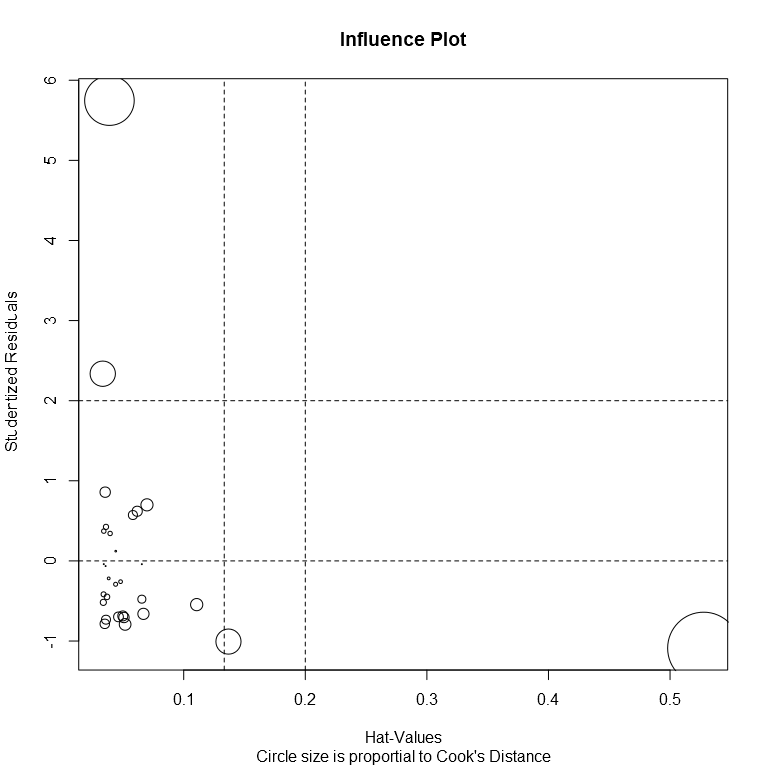 Influence Plot
6
5
4
3
2
1
0
-1
Studentized Residuals
0.1 0.2 0.3 0.4 0.5
Hat-Values
Circle size is proportial to Cook's Distance